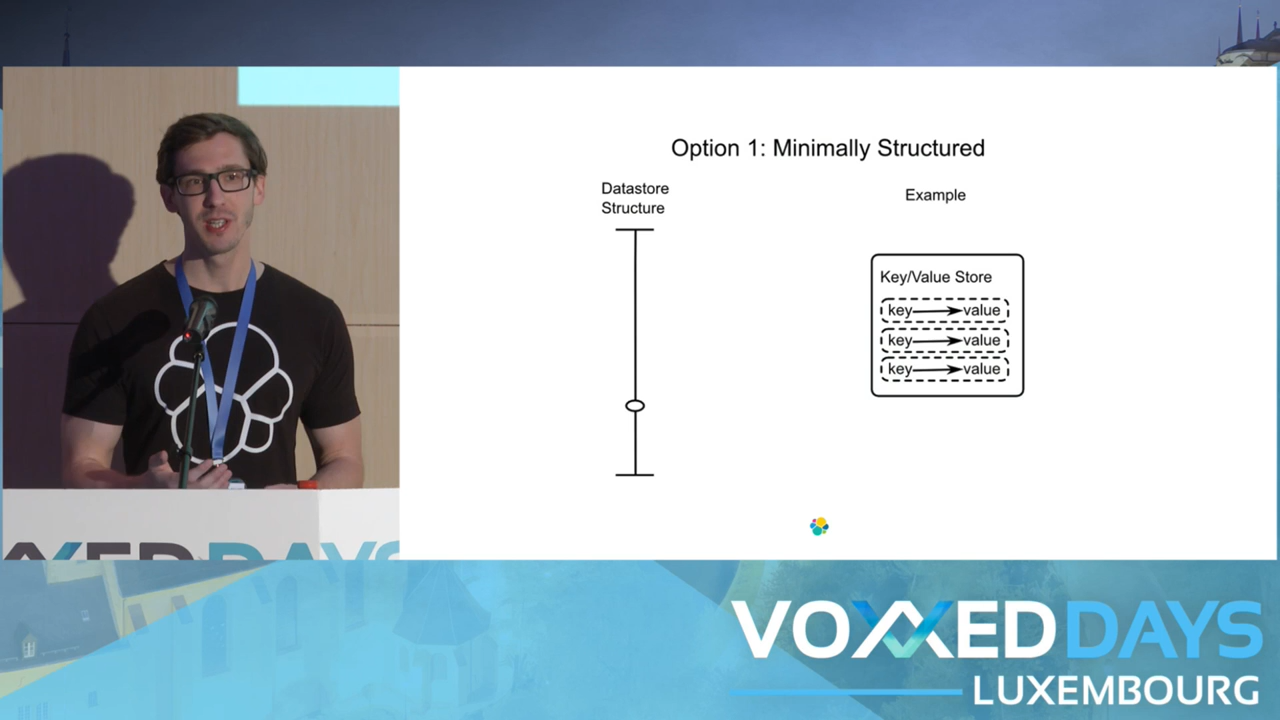 Option 1: Minimally Structured
Datastore
Structure
Example
Key/Value Store
key value
key value
key value
VOXXED DAYS
VOXXEDDAYS
LUXEMBOURG